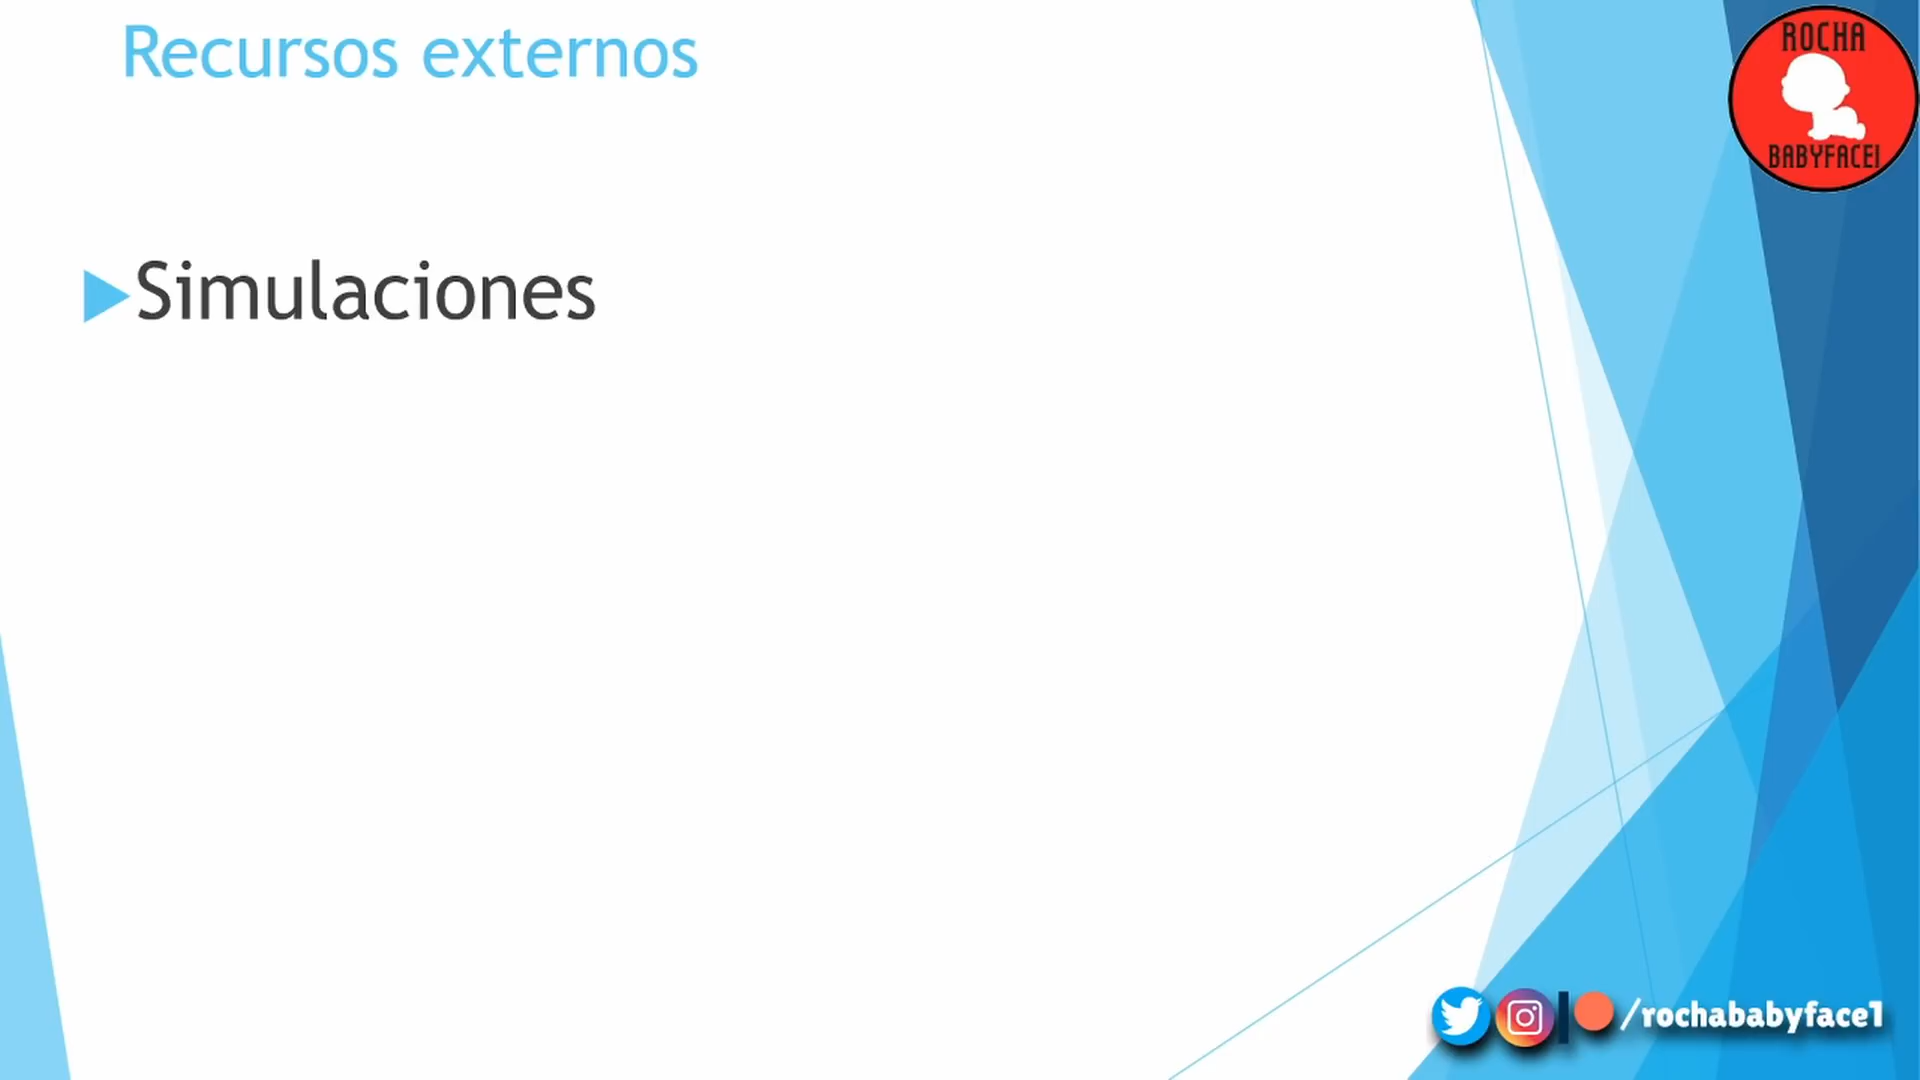 Recursos externos
ROCHA
BABYFACE1
Simulaciones
/rochababyface1